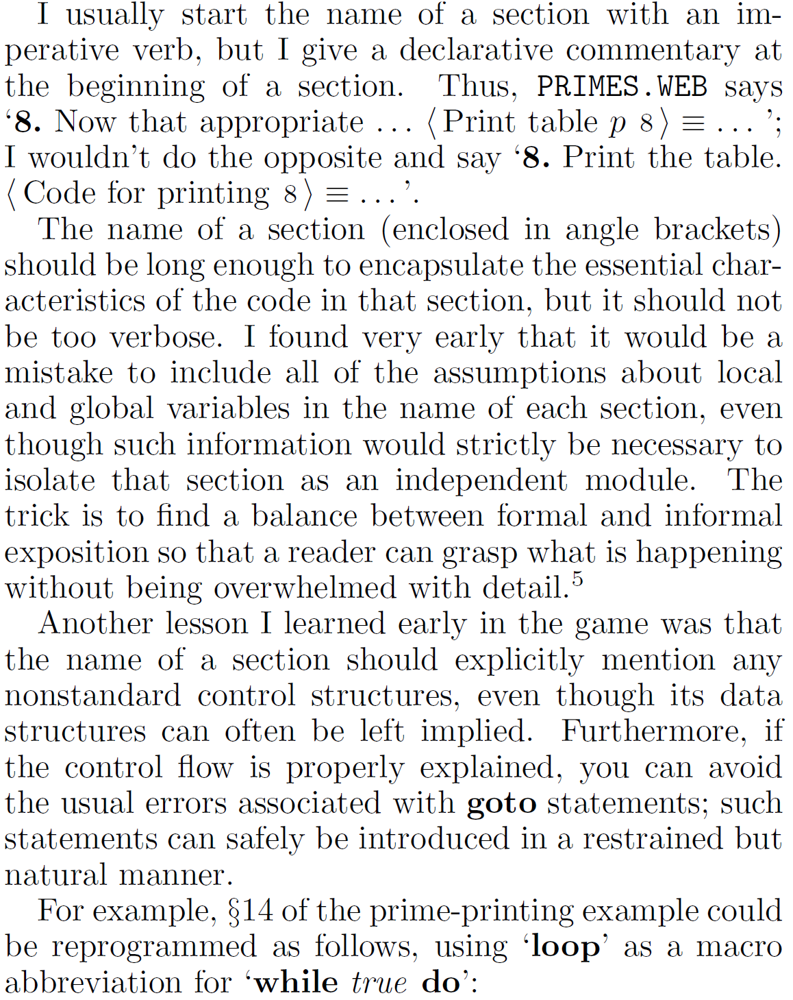 I usually start the name of a section with an im-
perative verb, but I give a declarative commentary at
the beginning of a section. Thus, PRIMES.WEB says
‘8. Now that appropriate ... ⟨Print table p 8⟩ ≡ ... ’;
I wouldn’t do the opposite and say ‘8. Print the table.
⟨Code for printing 8⟩ ≡ ... ’.
The name of a section (enclosed in angle brackets)
should be long enough to encapsulate the essential char-
acteristics of the code in that section, but it should not
be too verbose. I found very early that it would be a
mistake to include all of the assumptions about local
and global variables in the name of each section, even
though such information would strictly be necessary to
isolate that section as an independent module. The
trick is to find a balance between formal and informal
exposition so that a reader can grasp what is happening
without being overwhelmed with detail.⁵
Another lesson I learned early in the game was that
the name of a section should explicitly mention any
nonstandard control structures, even though its data
structures can often be left implied. Furthermore, if
the control flow is properly explained, you can avoid
the usual errors associated with goto statements; such
statements can safely be introduced in a restrained but
natural manner.
For example, §14 of the prime-printing example could
be reprogrammed as follows, using ‘loop’ as a macro
abbreviation for ‘while true do’: